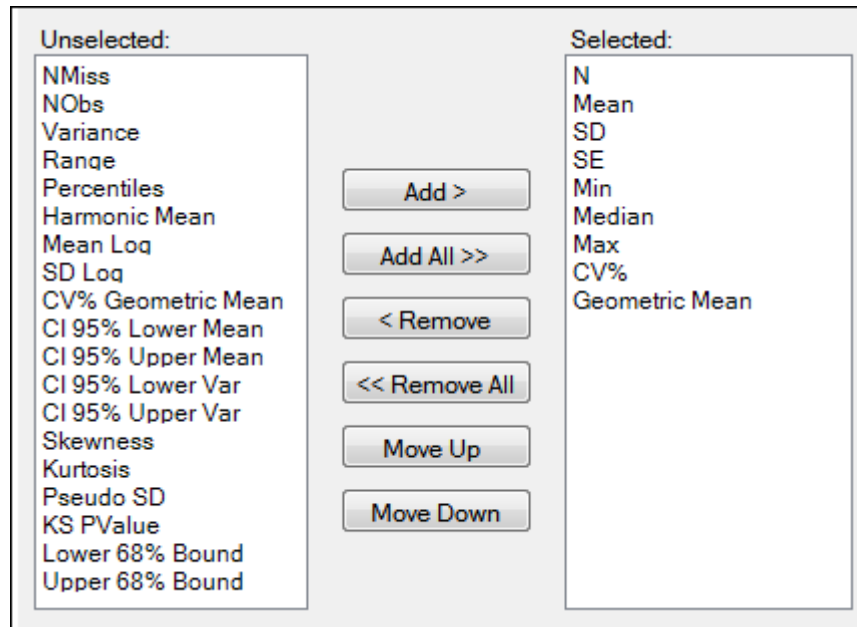 Unselected:
NMiss
NObs
Variance
Range
Percentiles
Harmonic Mean
Mean Log
SD Log
CV% Geometric Mean
CI 95% Lower Mean
CI 95% Upper Mean
CI 95% Lower Var
CI 95% Upper Var
Skewness
Kurtosis
Pseudo SD
KS PValue
Lower 68% Bound
Upper 68% Bound
Add >
Add All >>
< Remove
<< Remove All
Move Up
Move Down
Selected:
N
Mean
SD
SE
Min
Median
Max
CV%
Geometric Mean